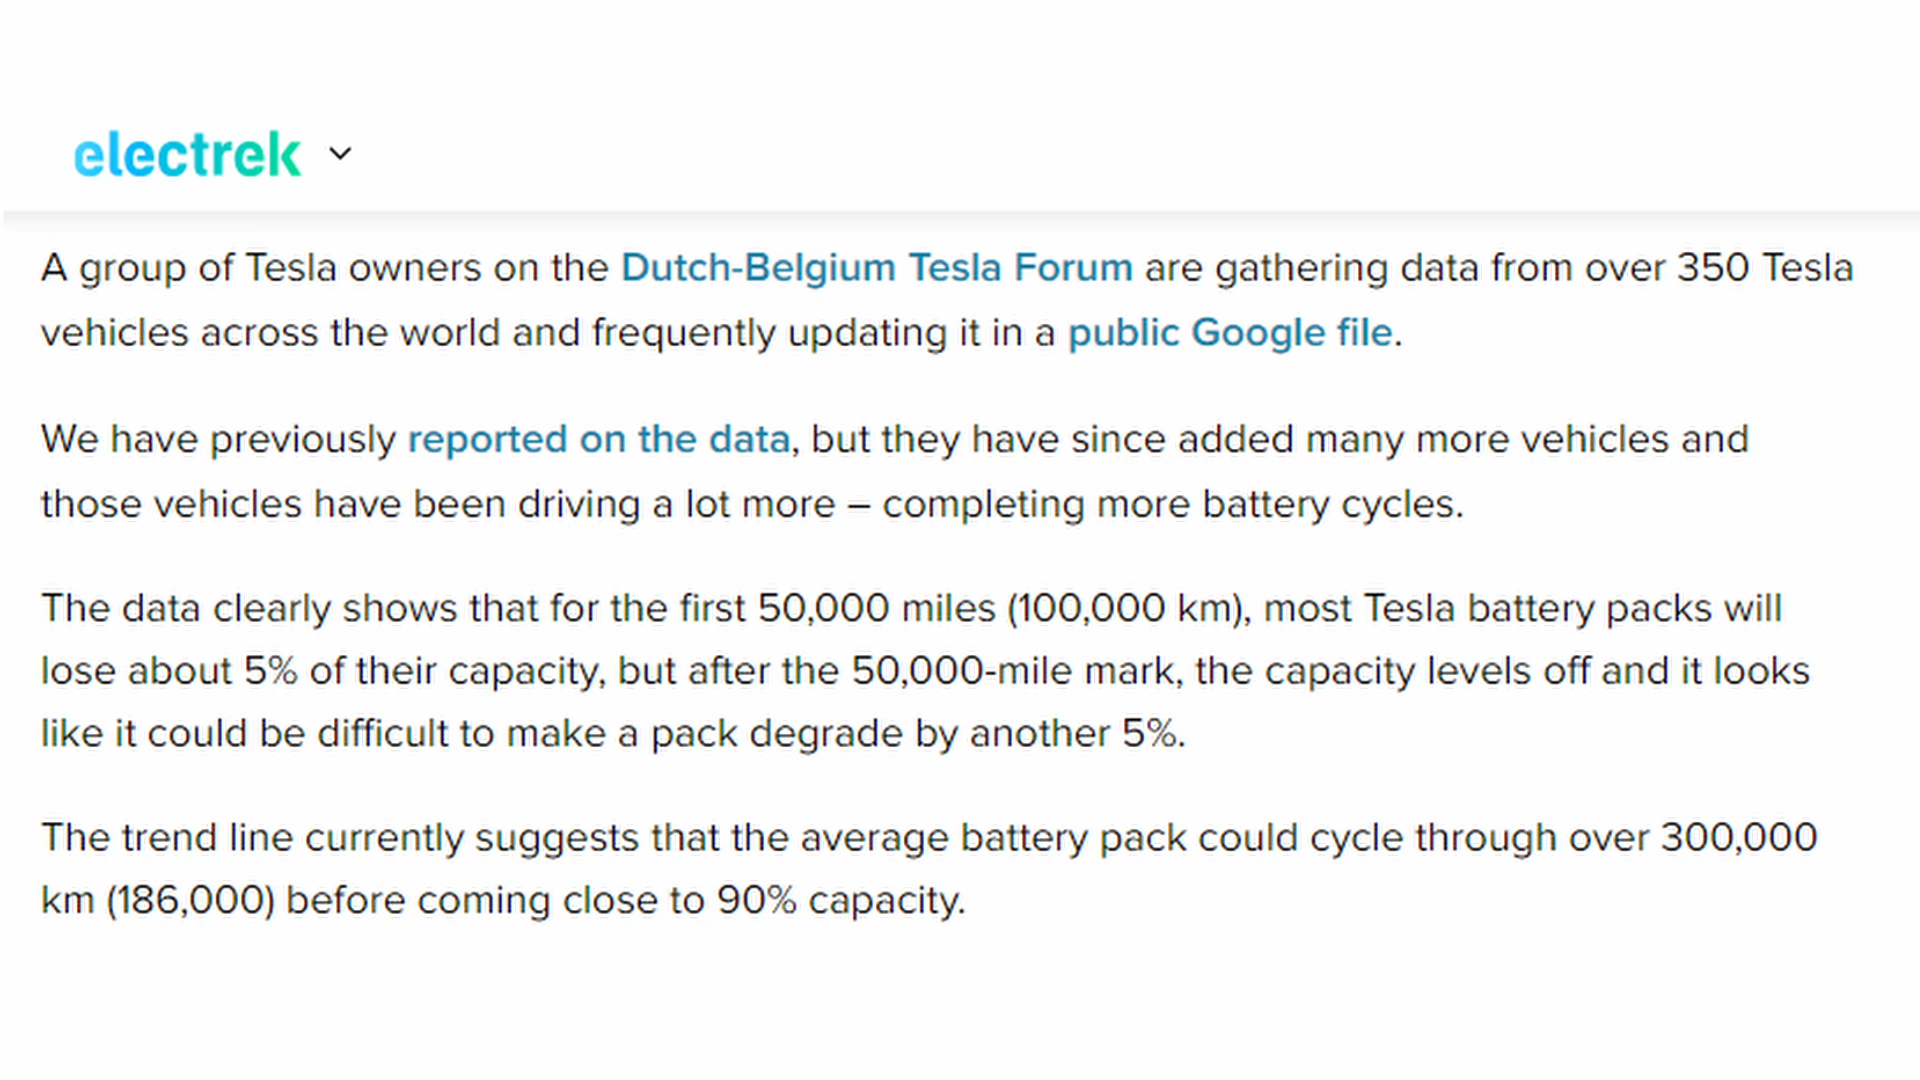 electrek
A group of Tesla owners on the Dutch-Belgium Tesla Forum are gathering data from over 350 Tesla
vehicles across the world and frequently updating it in a public Google file.
We have previously reported on the data, but they have since added many more vehicles and
those vehicles have been driving a lot more – completing more battery cycles.
The data clearly shows that for the first 50,000 miles (100,000 km), most Tesla battery packs will
lose about 5% of their capacity, but after the 50,000-mile mark, the capacity levels off and it looks
like it could be difficult to make a pack degrade by another 5%.
The trend line currently suggests that the average battery pack could cycle through over 300,000
km (186,000) before coming close to 90% capacity.